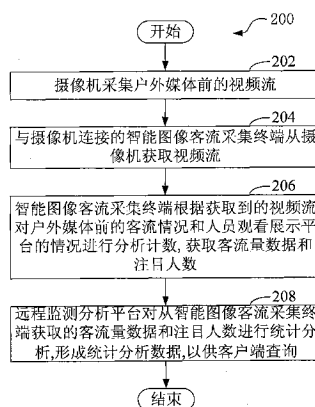 开始
200
202
摄像机采集户外媒体前的视频流
204
与摄像机连接的智能图像客流采集终端从摄
像机获取视频流
206
智能图像客流采集终端根据获取到的视频流
对户外媒体前的客流情况和人员观看展示平
台的情况进行分析计数,获取客流量数据和
注目人数
208
远程监测分析平台对从智能图像客流采集终
端获取的客流量数据和注目人数进行统计分
析,形成统计分析数据,以供客户端查询
结束